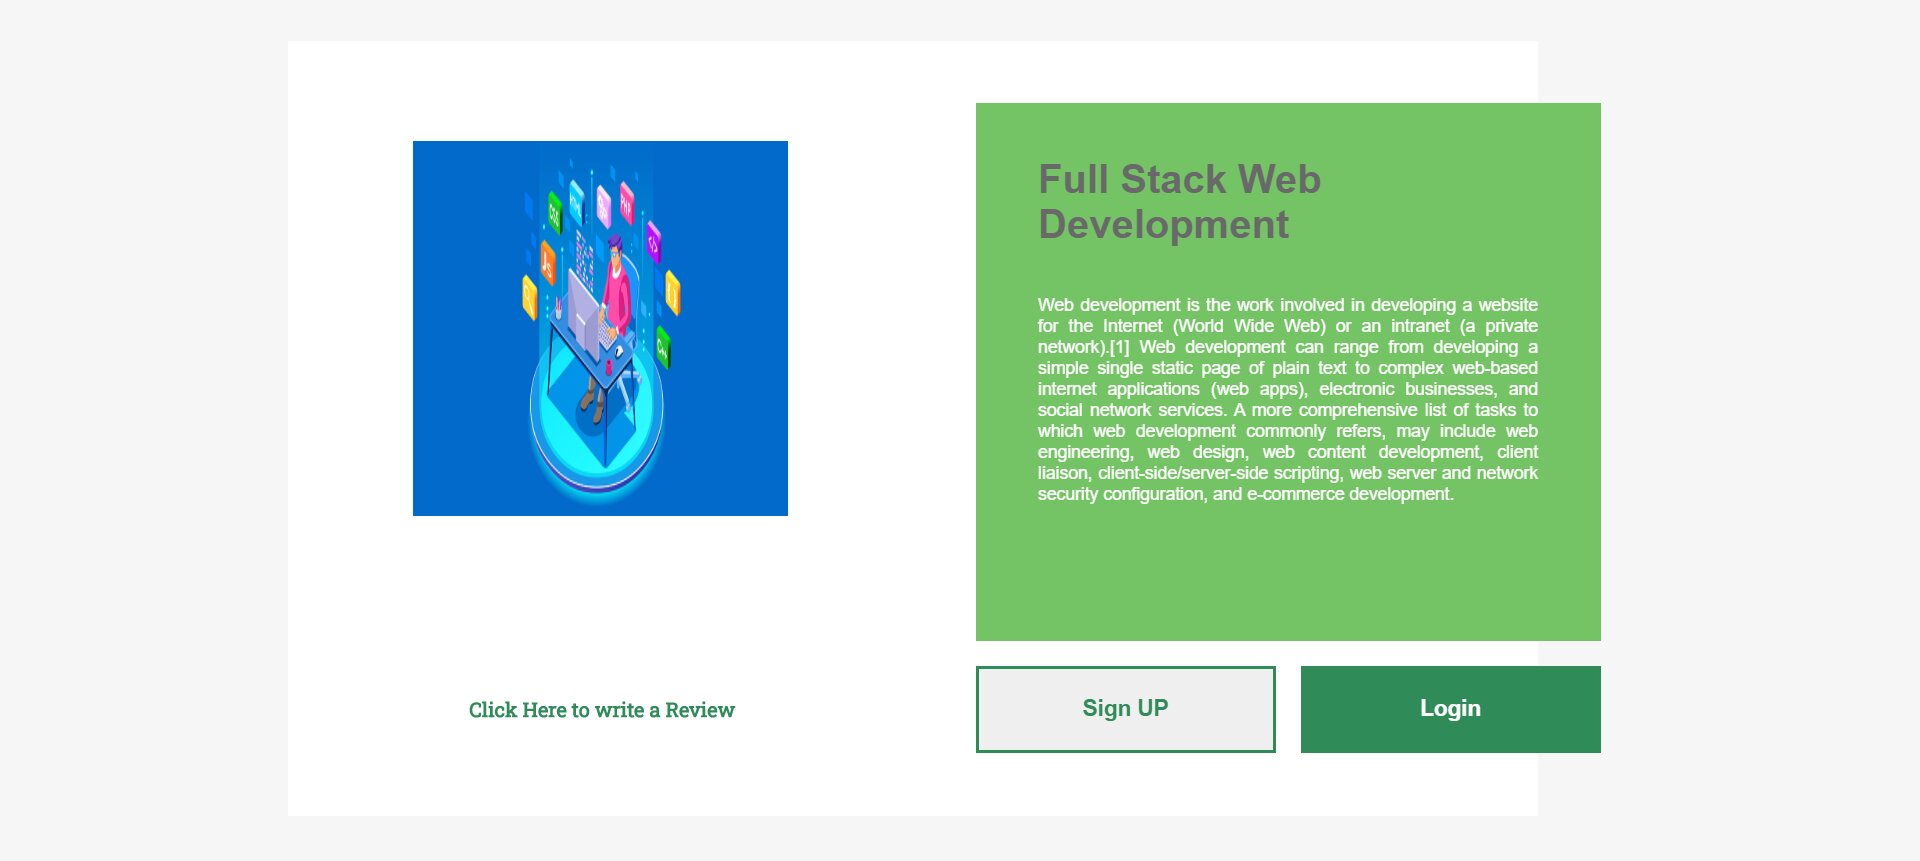 CSS
HTML
PHP
</>
JS
C++
Full Stack Web
Development
Web development is the work involved in developing a website
for the Internet (World Wide Web) or an intranet (a private
network).[1] Web development can range from developing a
simple single static page of plain text to complex web-based
internet applications (web apps), electronic businesses, and
social network services. A more comprehensive list of tasks to
which web development commonly refers, may include web
engineering, web design, web content development, client
liaison, client-side/server-side scripting, web server and network
security configuration, and e-commerce development.
Click Here to write a Review
Sign UP
Login